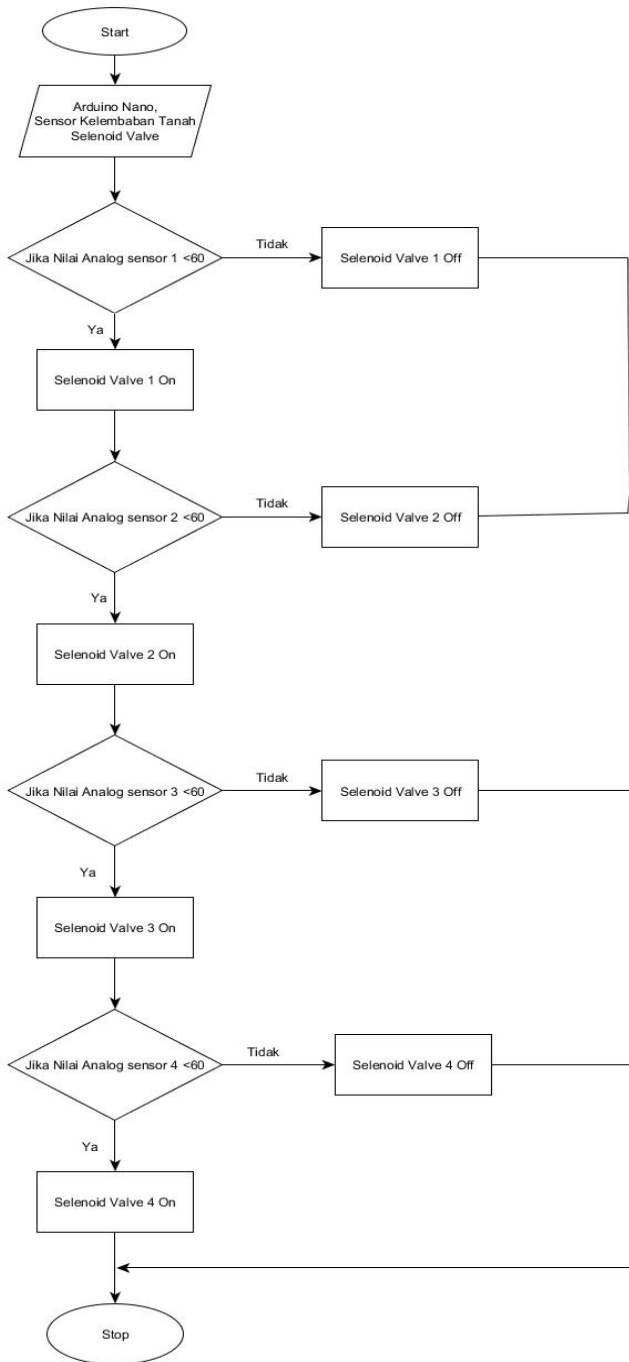 Start
Arduino Nano,
Sensor Kelembaban Tanah
Selenoid Valve
Jika Nilai Analog sensor 1 <60
Tidak
Selenoid Valve 1 Off
Ya
Selenoid Valve 1 On
Jika Nilai Analog sensor 2 <60
Tidak
Selenoid Valve 2 Off
Ya
Selenoid Valve 2 On
Jika Nilai Analog sensor 3 <60
Tidak
Selenoid Valve 3 Off
Ya
Selenoid Valve 3 On
Jika Nilai Analog sensor 4 <60
Tidak
Selenoid Valve 4 Off
Ya
Selenoid Valve 4 On
Stop